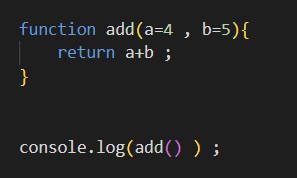 function add(a=4 , b=5){
    return a+b ;
}
console.log(add() ) ;